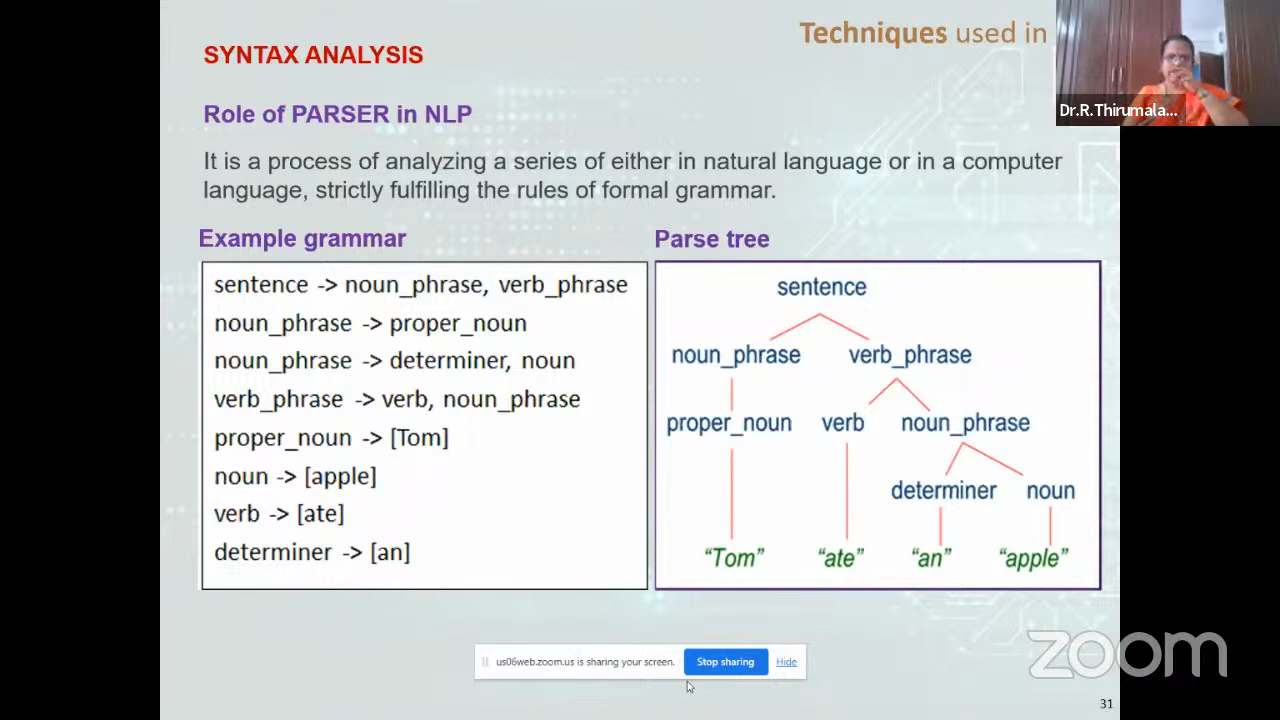 Techniques used in
SYNTAX ANALYSIS
Dr.R.Thirumala...
Role of PARSER in NLP
It is a process of analyzing a series of either in natural language or in a computer
language, strictly fulfilling the rules of formal grammar.
Example grammar
sentence -> noun_phrase, verb_phrase
noun_phrase -> proper_noun
noun_phrase -> determiner, noun
verb_phrase -> verb, noun_phrase
proper_noun -> [Tom]
noun -> [apple]
verb -> [ate]
determiner -> [an]
Parse tree
sentence
noun_phrase verb_phrase
proper_noun verb noun_phrase
determiner noun
“Tom” “ate” “an” “apple”
us06web.zoom.us is sharing your screen. Stop sharing Hide
zoom
31